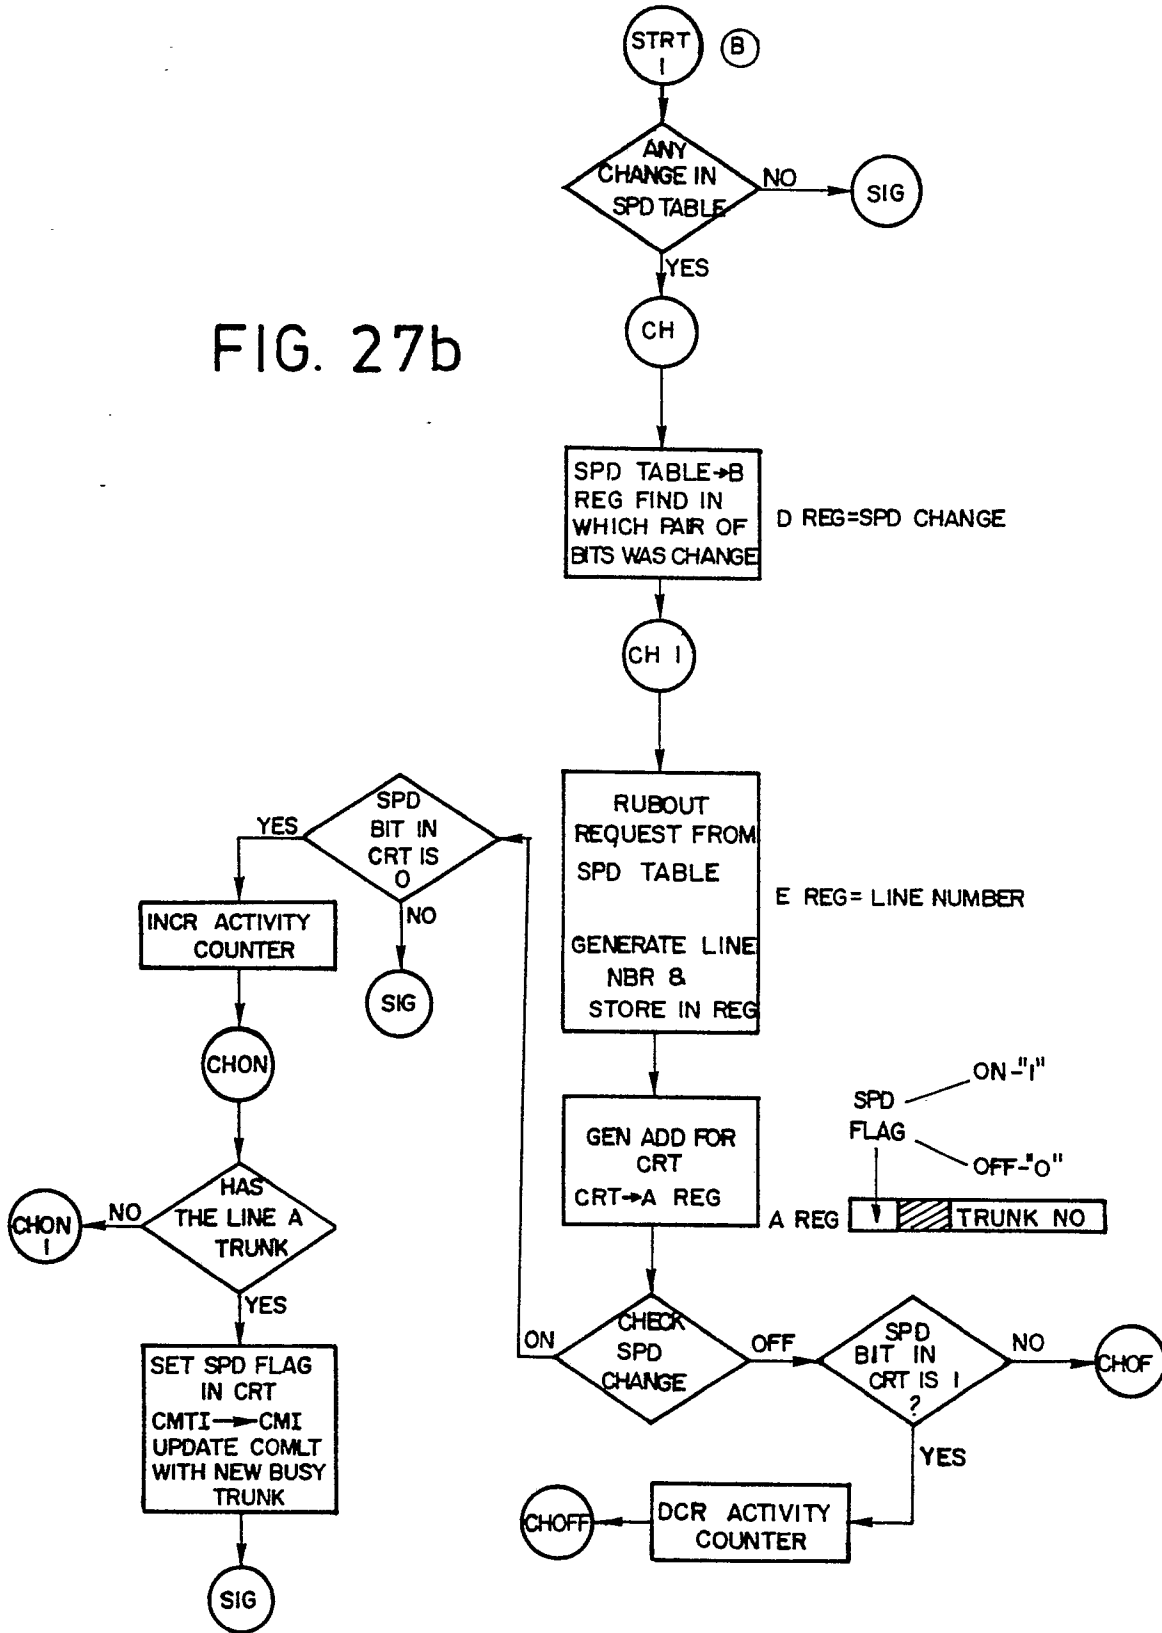 STRT
1
B
ANY
CHANGE IN
SPD TABLE
NO
SIG
YES
CH
FIG. 27b
SPD TABLE→B
REG FIND IN
WHICH PAIR OF
BITS WAS CHANGE
D REG=SPD CHANGE
CH 1
RUBOUT
REQUEST FROM
SPD TABLE
GENERATE LINE
NBR &
STORE IN REG
E REG= LINE NUMBER
SPD
BIT IN
CRT IS
0
YES
NO
SIG
INCR ACTIVITY
COUNTER
CHON
HAS
THE LINE A
TRUNK
NO
CHON
1
YES
SET SPD FLAG
IN CRT
CMTI→CMI
UPDATE COMLT
WITH NEW BUSY
TRUNK
SIG
GEN ADD FOR
CRT
CRT→A REG
SPD
FLAG
ON-"1"
OFF-"0"
A REG
TRUNK NO
CHECK
SPD
CHANGE
ON
OFF
SPD
BIT IN
CRT IS 1
?
NO
CHOF
YES
DCR ACTIVITY
COUNTER
CHOFF